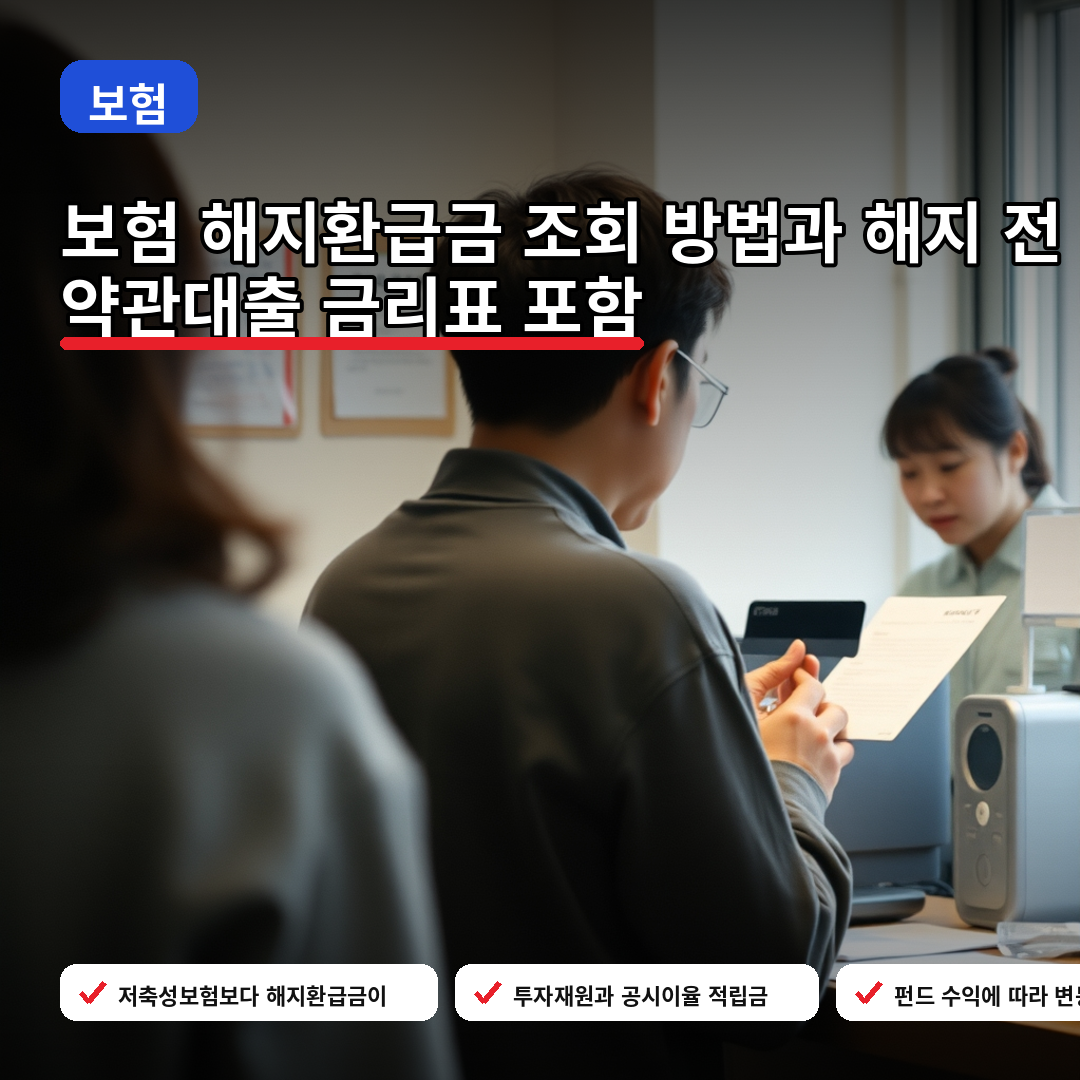 보험
보험 해지환급금 조회 방법과 해지 전
약관대출 금리표 포함
저축성보험보다 해지환급금이
투자재원과 공시이율 적립금
펀드 수익에 따라